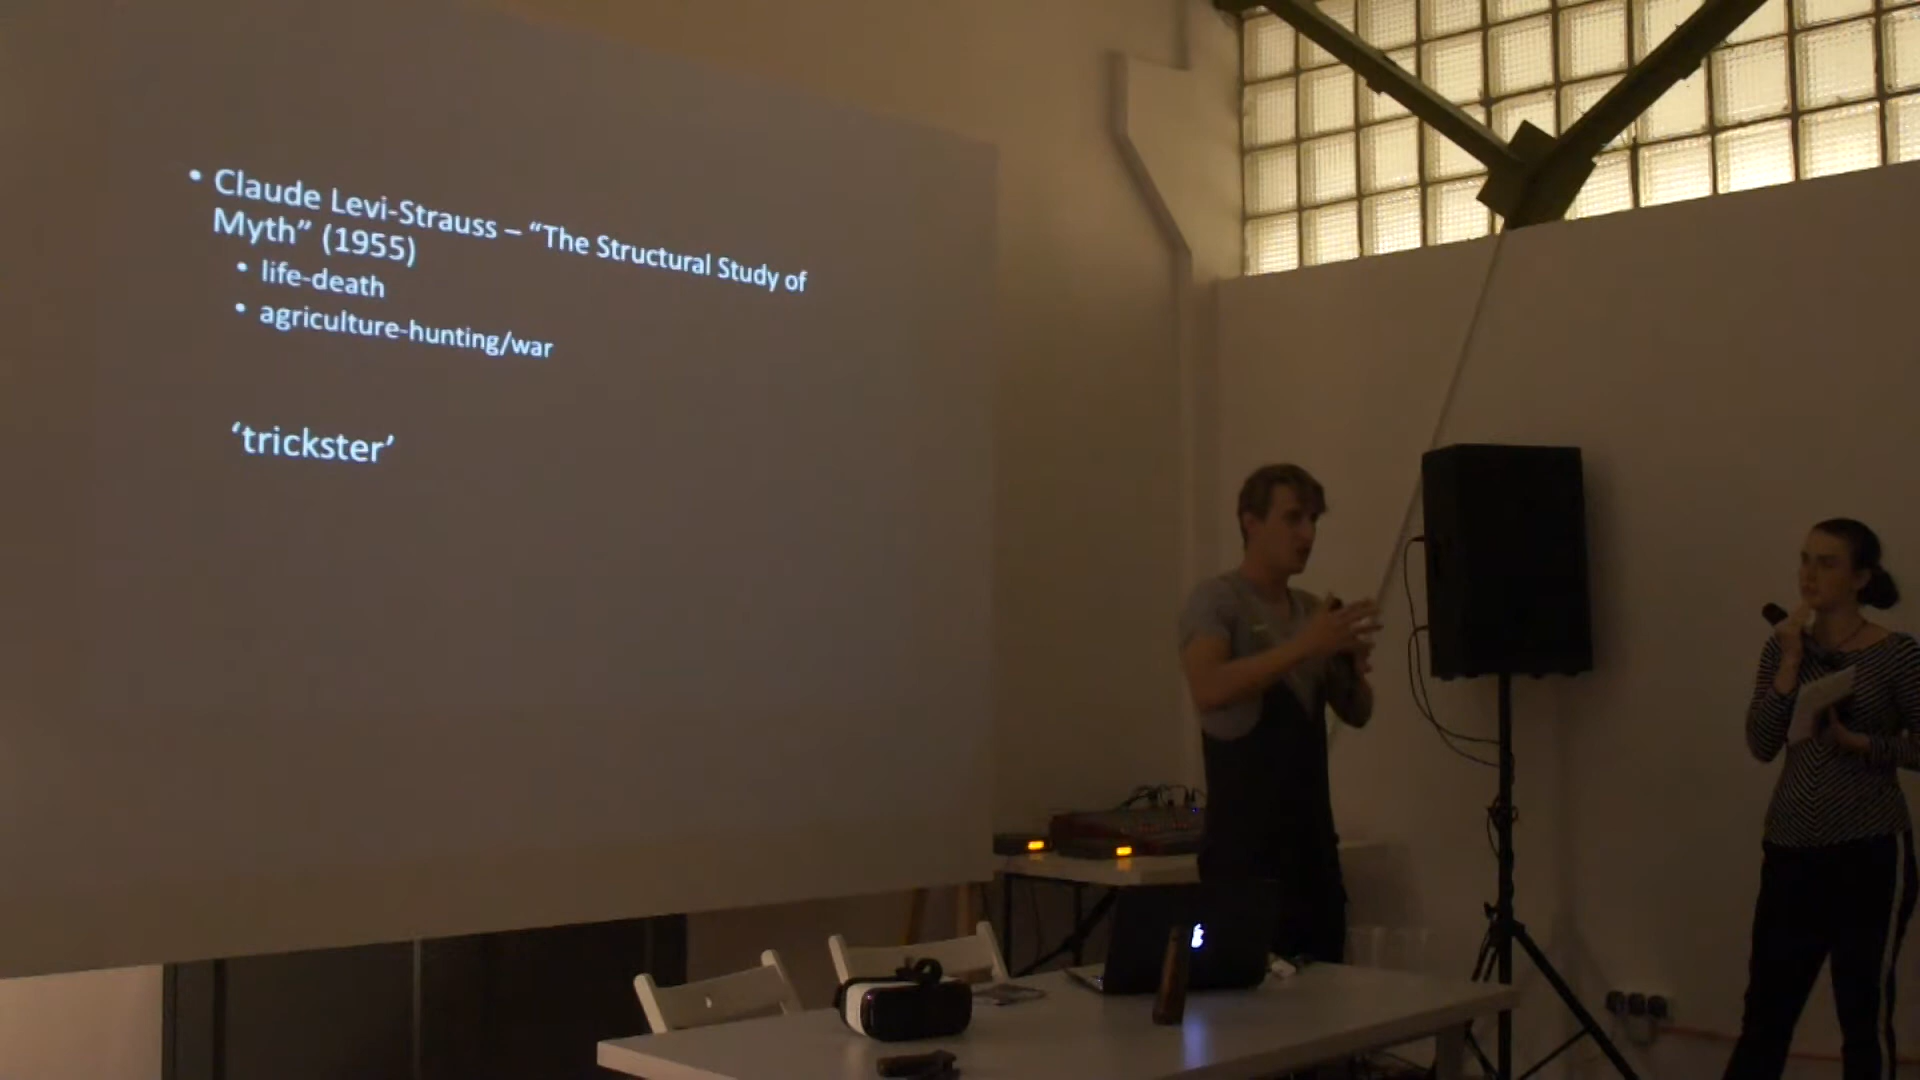 • Claude Levi-Strauss – “The Structural Study of
Myth” (1955)
• life-death
• agriculture-hunting/war
‘trickster’